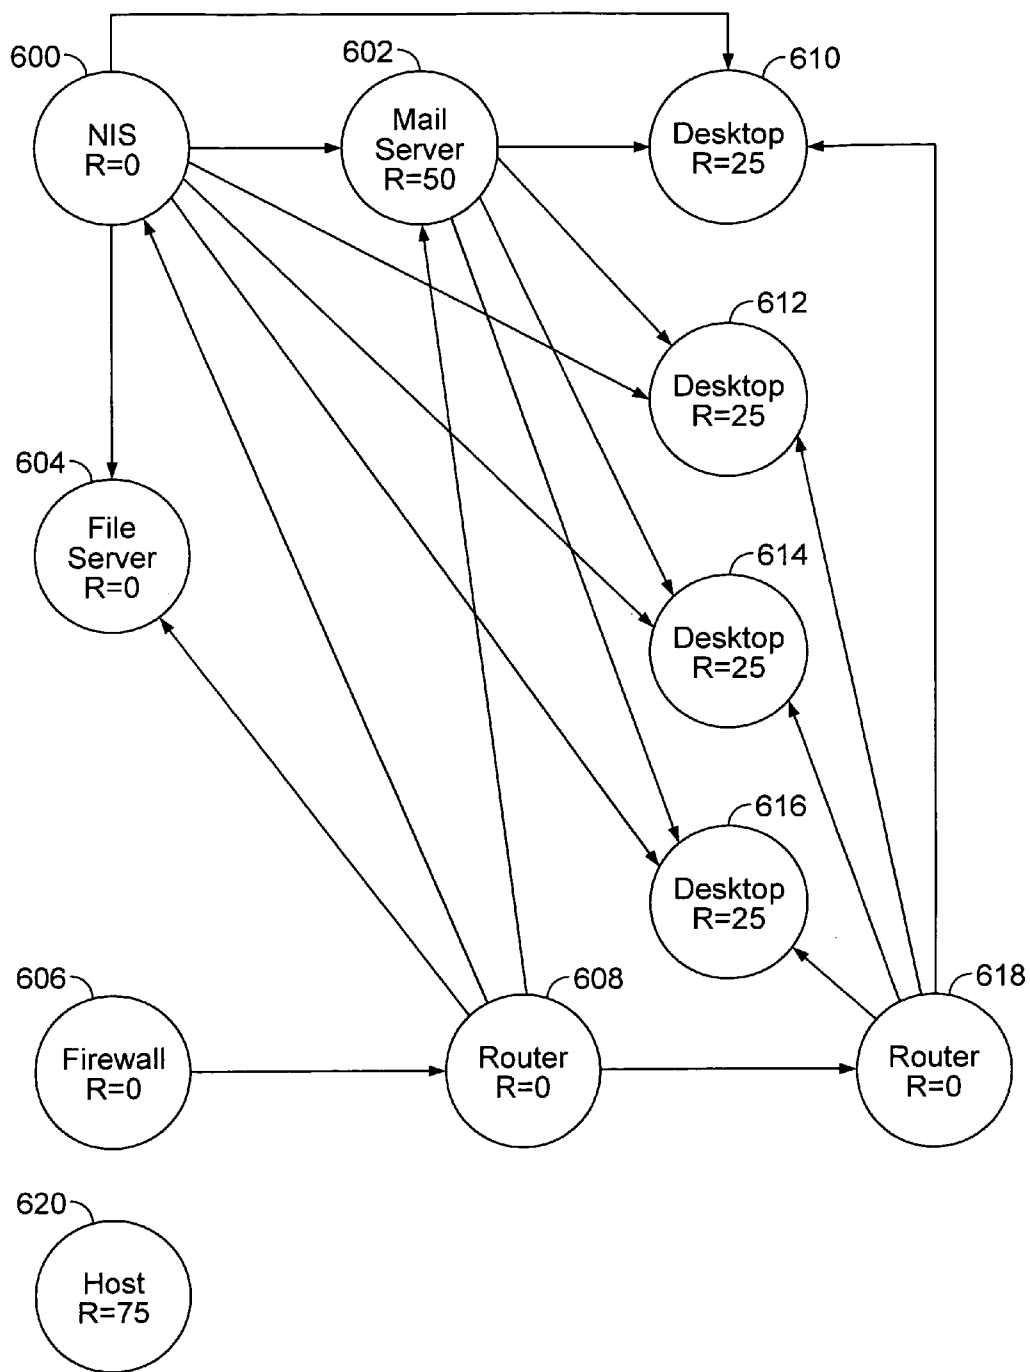 600
NIS
R=0
602
Mail
Server
R=50
610
Desktop
R=25
612
Desktop
R=25
604
File
Server
R=0
614
Desktop
R=25
616
Desktop
R=25
606
Firewall
R=0
608
Router
R=0
618
Router
R=0
620
Host
R=75